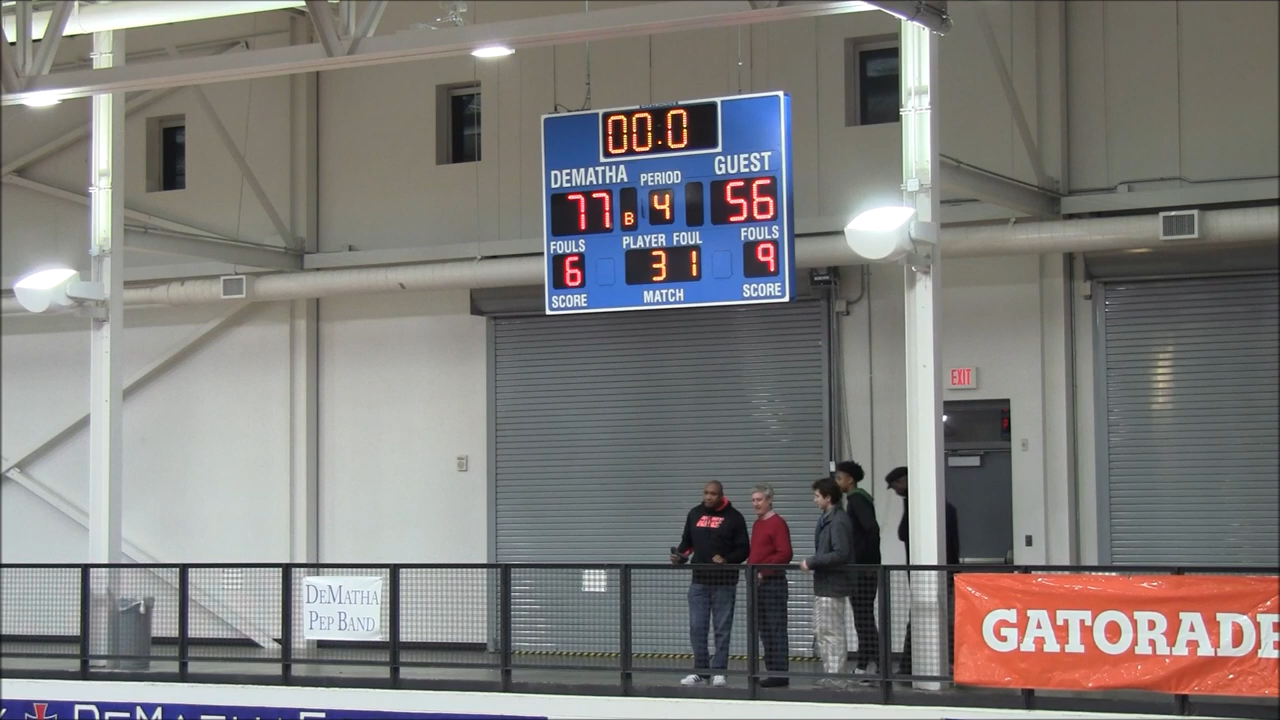 00:0
DEMATHA PERIOD GUEST
77 B 4 56
FOULS PLAYER FOUL FOULS
6 31 9
SCORE MATCH SCORE
EXIT
DEMATHA
PEP BAND
GATORADE
DEMATHA